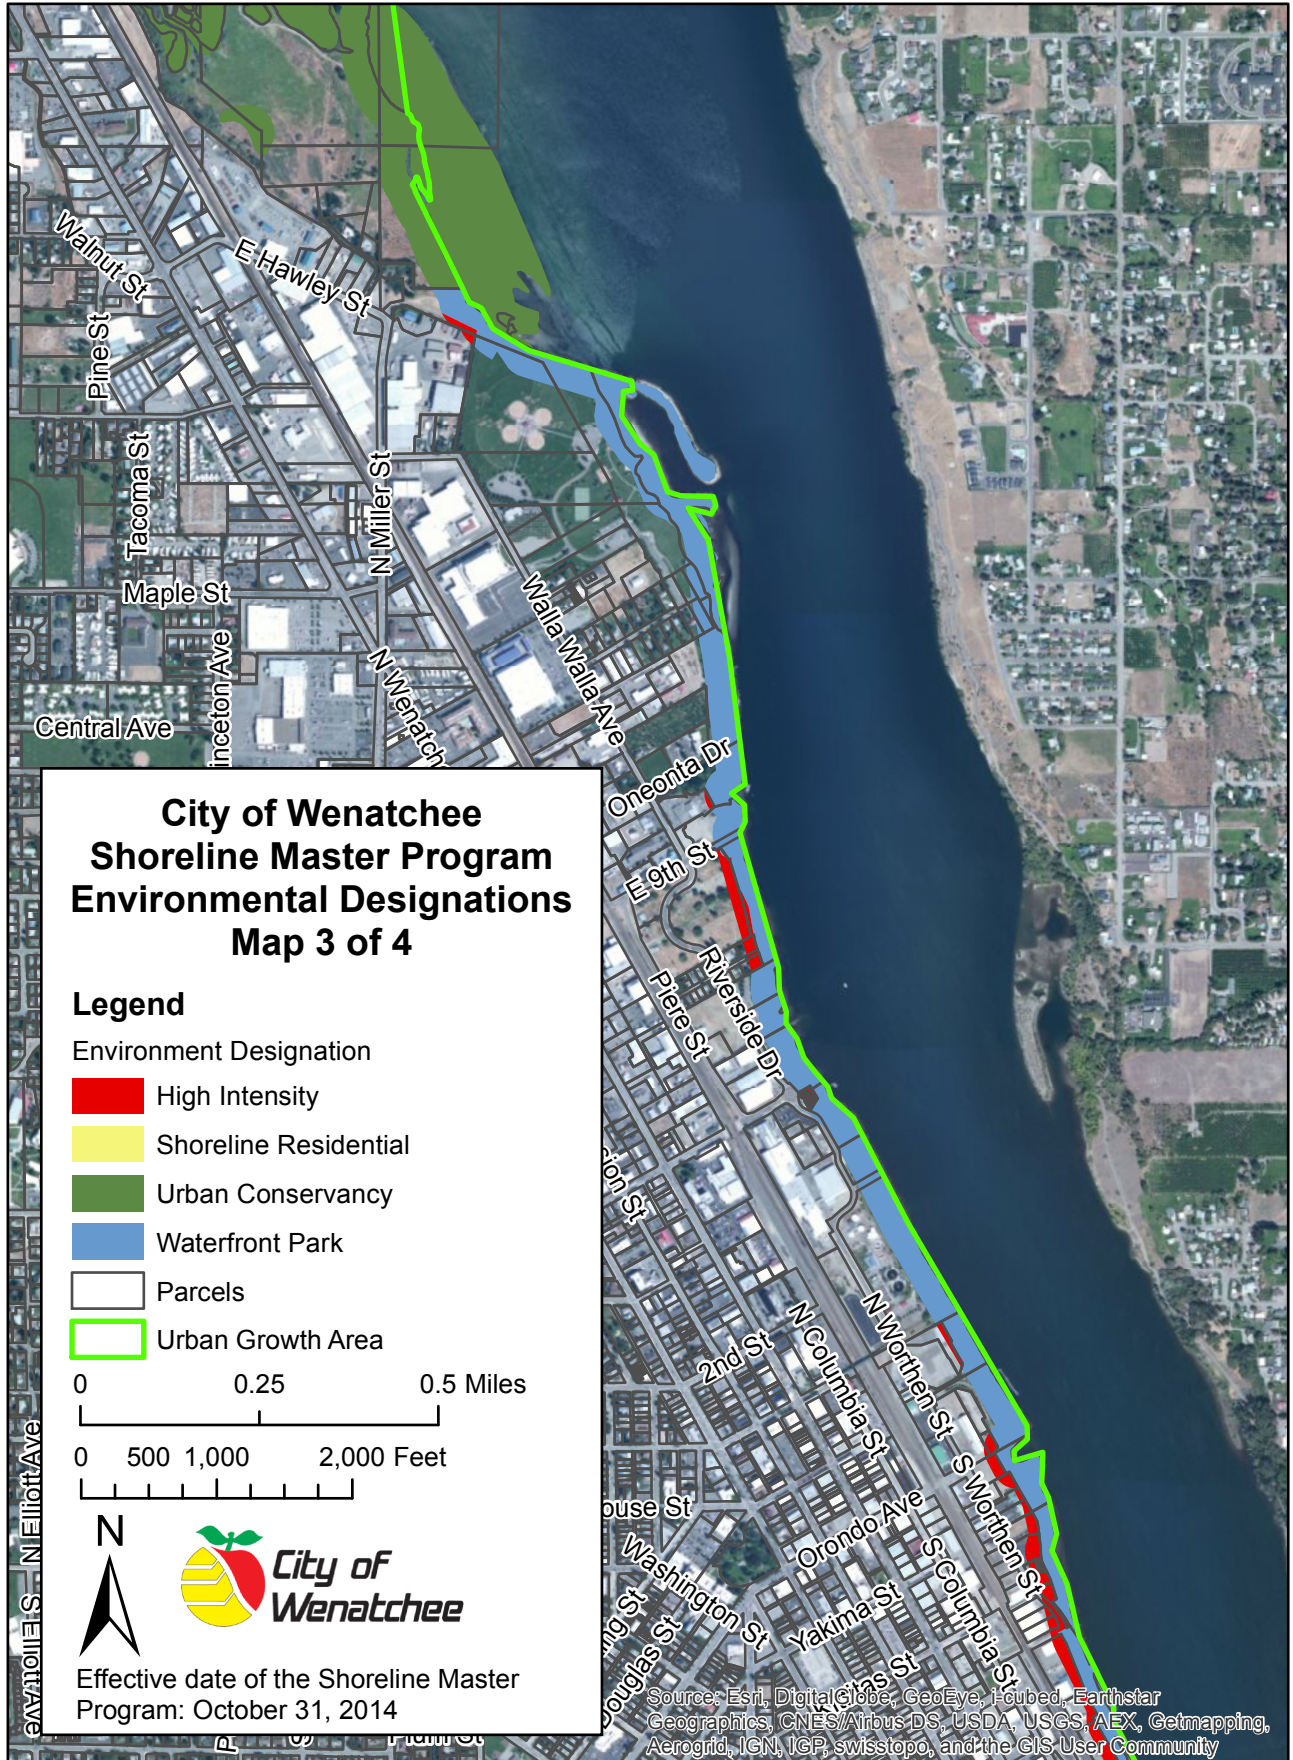 Walnut St
E Hawley St
Pine St
Tacoma St
N Miller St
Maple St
Walla Walla Ave
Central Ave
Oneonta Dr
E 9th St
Riverside Dr
Piere St
2nd St
N Columbia St
N Worthen St
S Worthen St
Orondo Ave
Washington St
Yakima St
S Columbia St
Douglas St
N Elliott Ave
S Elliott Ave
City of Wenatchee
Shoreline Master Program
Environmental Designations
Map 3 of 4
Legend
Environment Designation
High Intensity
Shoreline Residential
Urban Conservancy
Waterfront Park
Parcels
Urban Growth Area
0 0.25 0.5 Miles
0 500 1,000 2,000 Feet
N
City of
Wenatchee
Effective date of the Shoreline Master
Program: October 31, 2014
Source: Esri, DigitalGlobe, GeoEye, i-cubed, Earthstar
Geographics, CNES/Airbus DS, USDA, USGS, AEX, Getmapping,
Aerogrid, IGN, IGP, swisstopo, and the GIS User Community